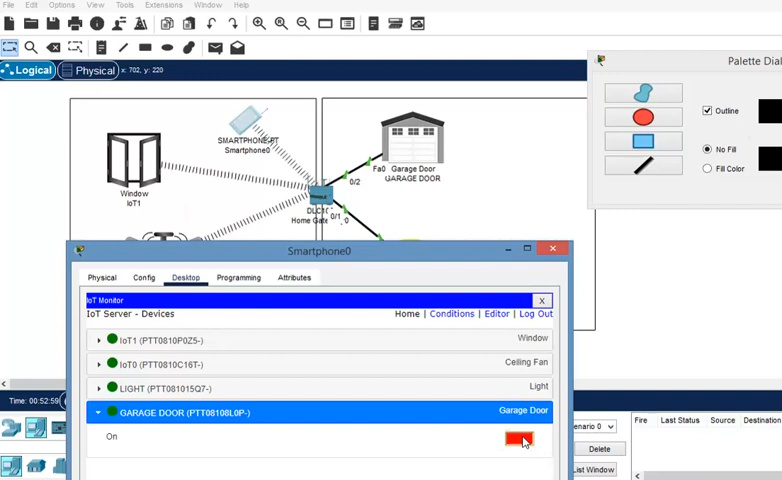 File Edit Options View Tools Extensions Window Help
Logical Physical x: 702, y: 220
Palette Dial
Outline
No Fill
Fill Color
SMARTPHONE-PT
Smartphone0
Window
IoT1
Fa0 Garage Door
GARAGE DOOR
0/2
0/1
Smartphone0
Physical Config Desktop Programming Attributes
IoT Monitor X
IoT Server - Devices Home | Conditions | Editor | Log Out
IoT1 (PTT0810P0Z5-) Window
IoT0 (PTT0810C16T-) Ceiling Fan
LIGHT (PTT081015Q7-) Light
GARAGE DOOR (PTT08108L0P-) Garage Door
On
Time: 00:52:59
enario 0
Delete
List Window
Fire Last Status Source Destination